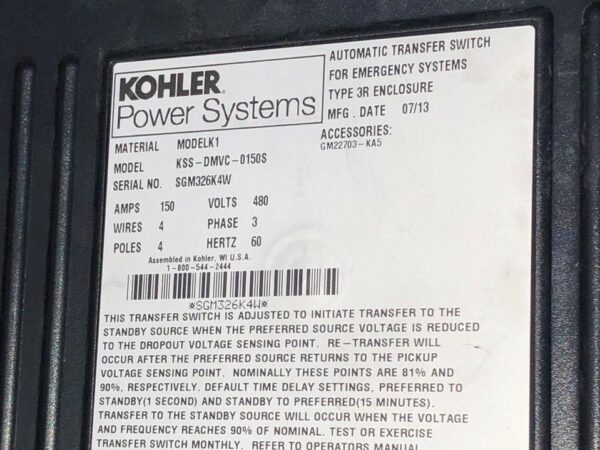 KOHLER.
Power Systems
AUTOMATIC TRANSFER SWITCH
FOR EMERGENCY SYSTEMS
TYPE 3R ENCLOSURE
MFG. DATE 07/13
ACCESSORIES:
GM22703-KA5
MATERIAL MODELK1
MODEL KSS-DMVC-0150S
SERIAL NO. SGM326K4W
AMPS 150 VOLTS 480
WIRES 4 PHASE 3
POLES 4 HERTZ 60
Assembled in Kohler, WI U.S.A.
1-800-544-2444
*SGM326K4W*
THIS TRANSFER SWITCH IS ADJUSTED TO INITIATE TRANSFER TO THE
STANDBY SOURCE WHEN THE PREFERRED SOURCE VOLTAGE IS REDUCED
TO THE DROPOUT VOLTAGE SENSING POINT. RE-TRANSFER WILL
OCCUR AFTER THE PREFERRED SOURCE RETURNS TO THE PICKUP
VOLTAGE SENSING POINT. NOMINALLY THESE POINTS ARE 81% AND
90%, RESPECTIVELY. DEFAULT TIME DELAY SETTINGS, PREFERRED TO
STANDBY(1 SECOND) AND STANDBY TO PREFERRED(15 MINUTES).
TRANSFER TO THE STANDBY SOURCE WILL OCCUR WHEN THE VOLTAGE
AND FREQUENCY REACHES 90% OF NOMINAL. TEST OR EXERCISE
TRANSFER SWITCH MONTHLY. REFER TO OPERATORS MANUAL